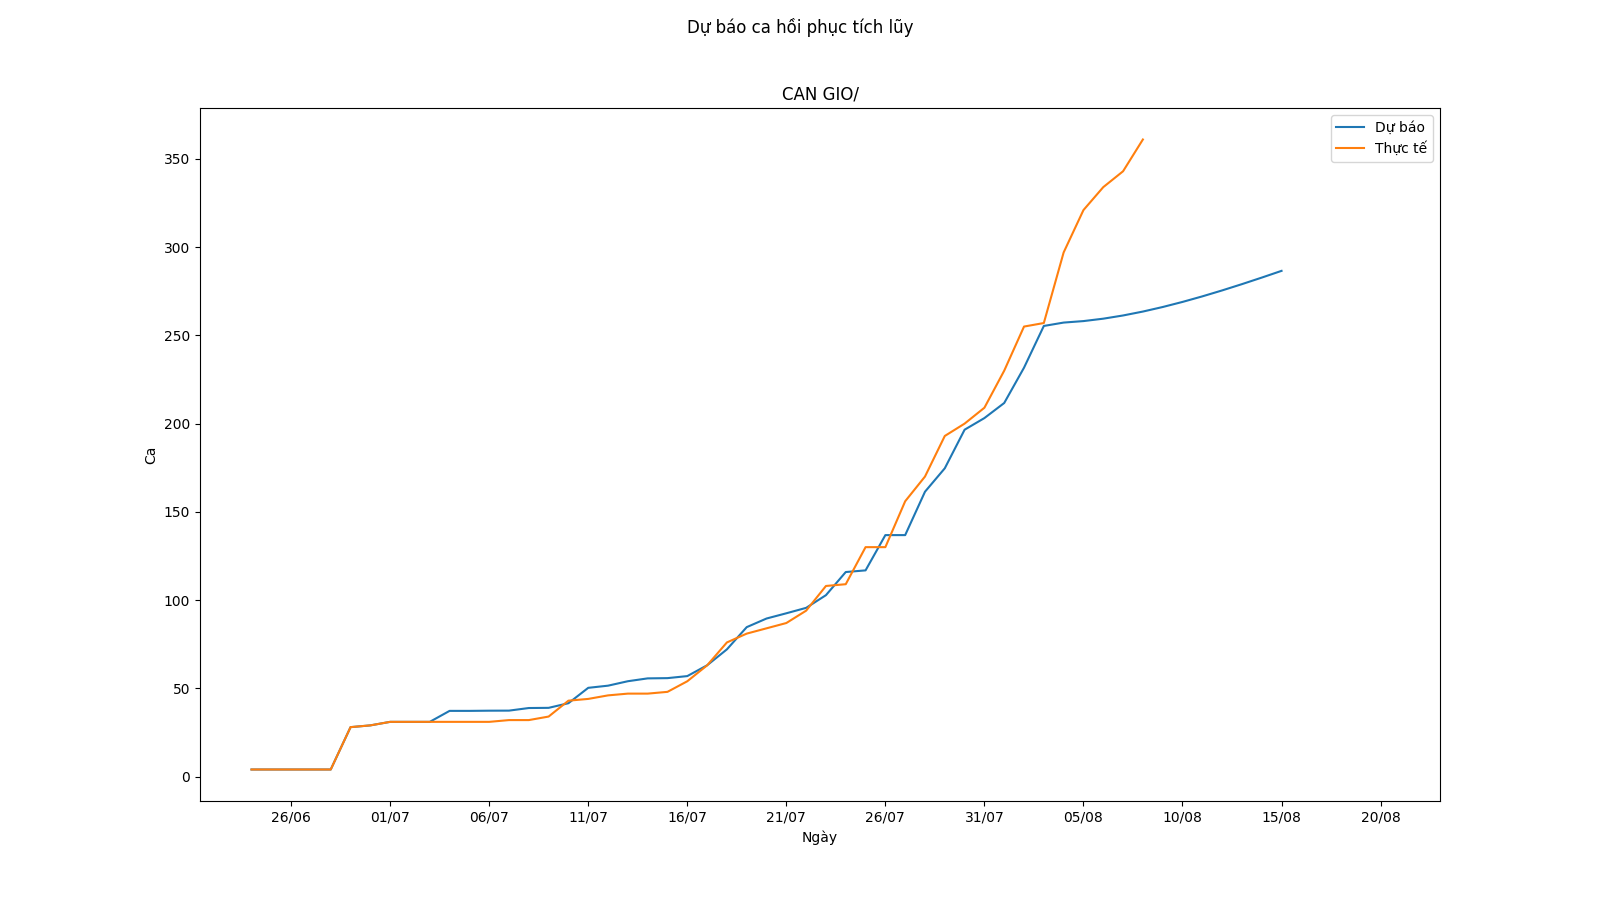 Dự báo ca hồi phục tích lũy
CAN GIO/
Dự báo
Thực tế
350
300
250
200
150
100
50
0
Ca
26/06 01/07 06/07 11/07 16/07 21/07 26/07 31/07 05/08 10/08 15/08 20/08
Ngày